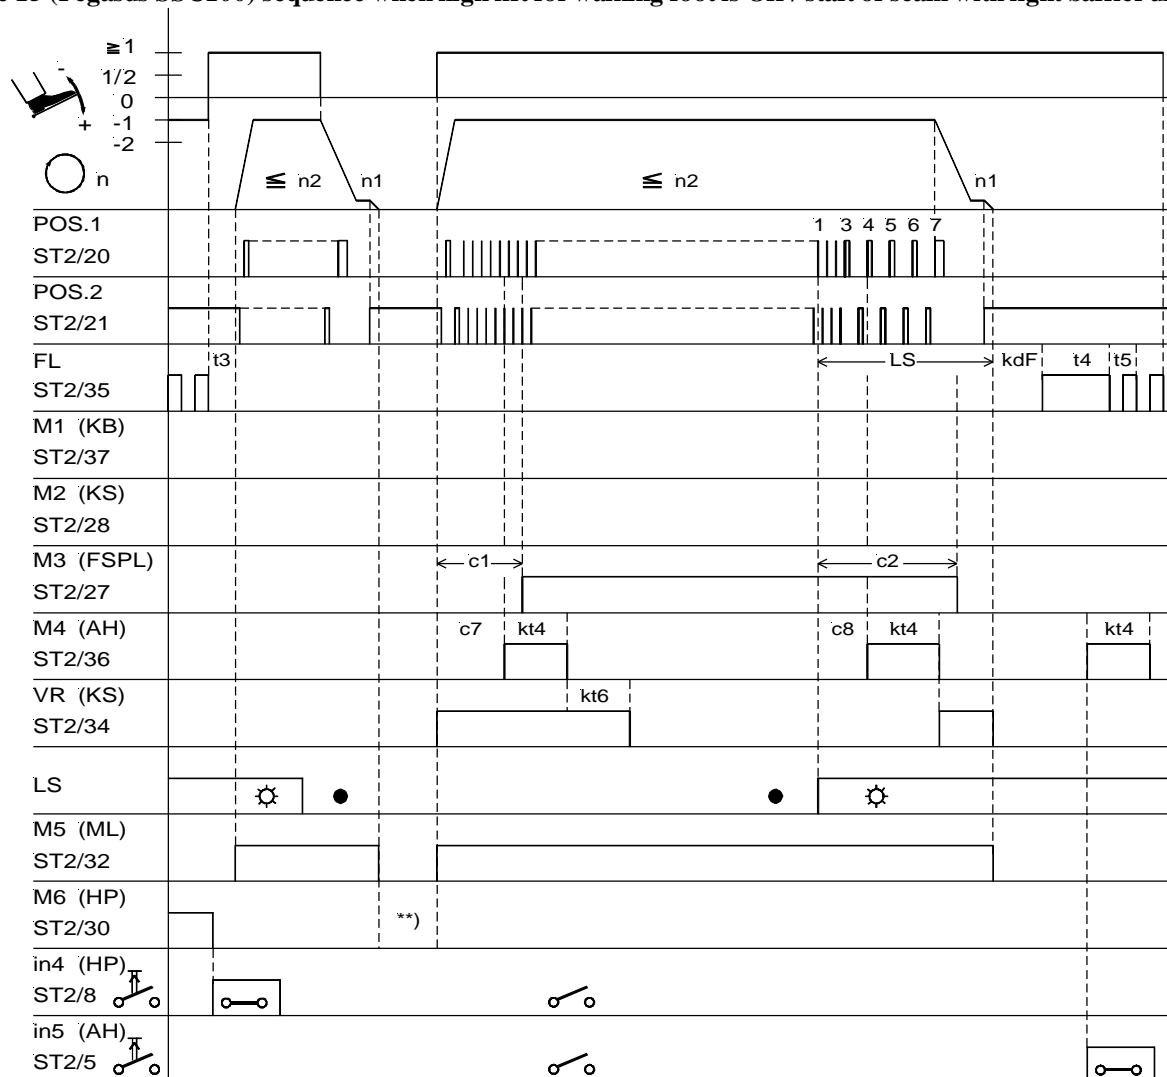 (Pegasus SSC100) sequence when high lift for walking foot is ON / start of seam with light barrier
≧ 1
1/2
0
-1
-2
-
+
n
≦ n2 n1 ≦ n2 n1
POS.1
ST2/20
1 3 4 5 6 7
POS.2
ST2/21
FL
ST2/35
t3 LS kdF t4 t5
M1 (KB)
ST2/37
M2 (KS)
ST2/28
M3 (FSPL)
ST2/27
c1 c2
M4 (AH)
ST2/36
c7 kt4 c8 kt4 kt4
VR (KS)
ST2/34
kt6
LS
M5 (ML)
ST2/32
M6 (HP)
ST2/30
**)
in4 (HP)
ST2/8
in5 (AH)
ST2/5